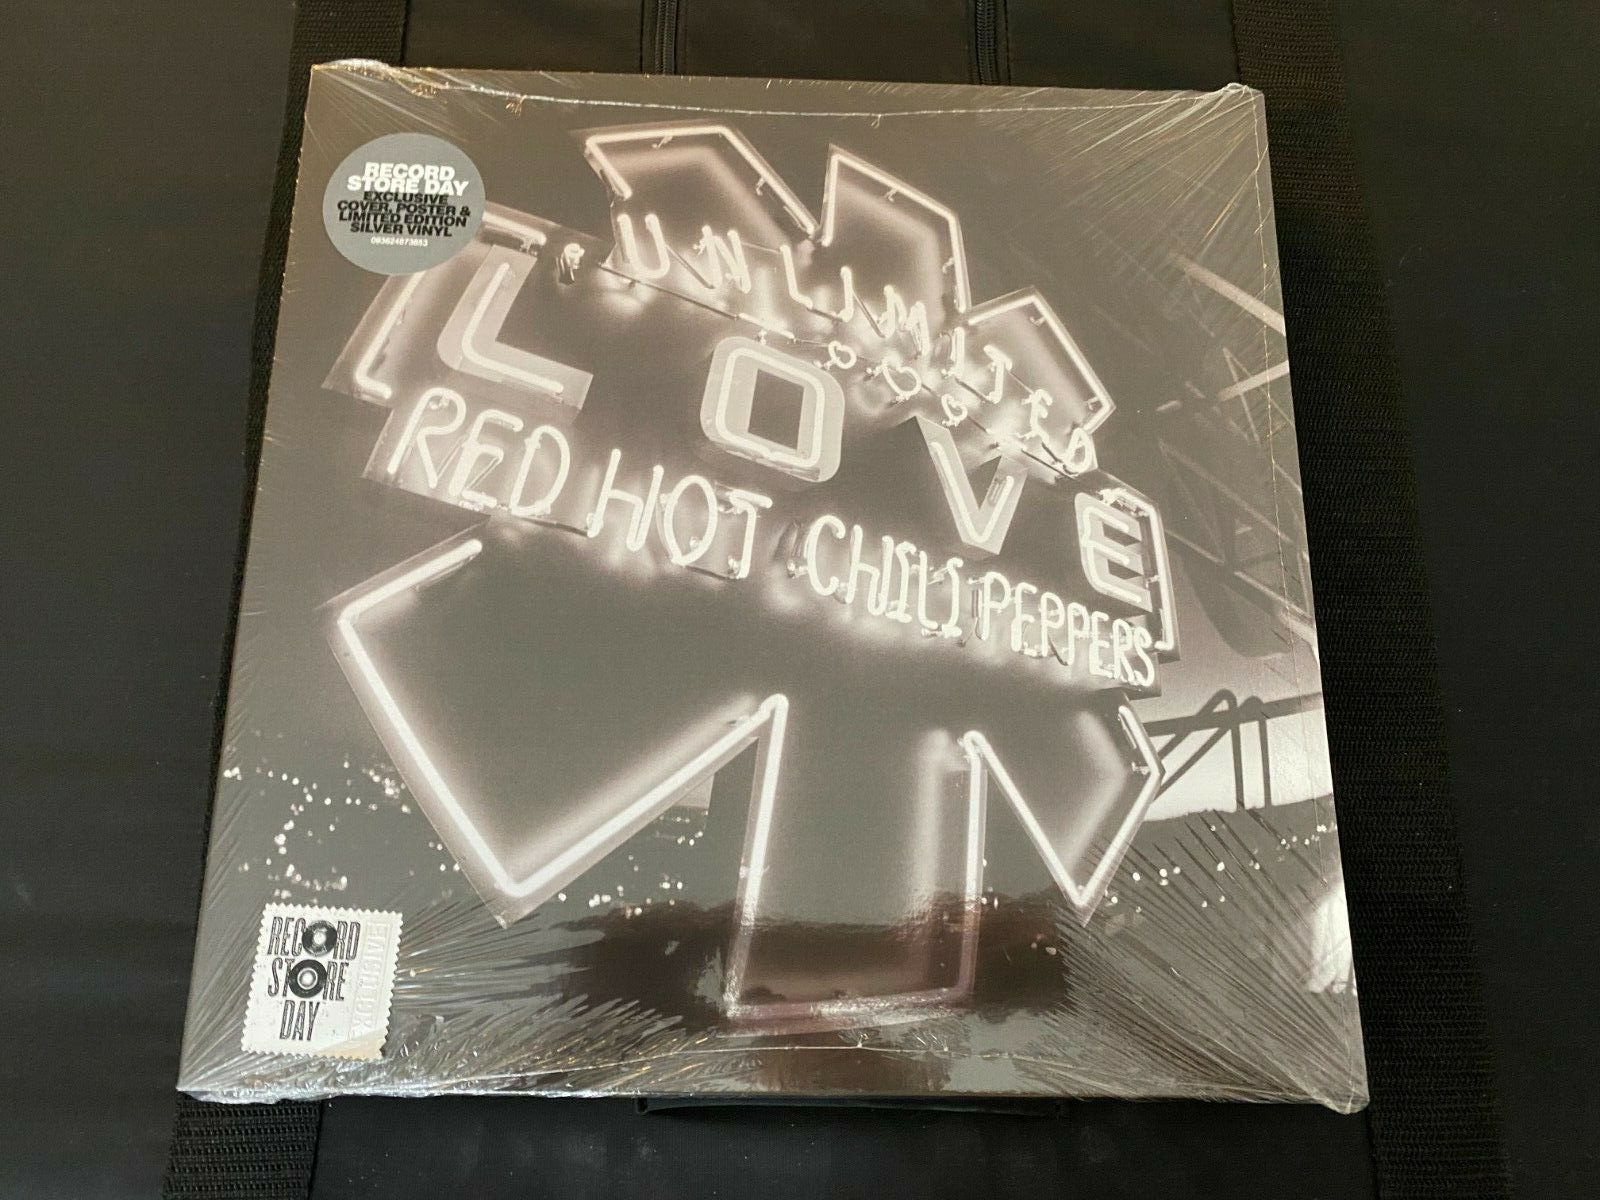 RECORD
STORE DAY
EXCLUSIVE
COVER, POSTER &
LIMITED EDITION
SILVER VINYL
093624873853
UNLIMITED
LOVE
RED HOT CHILI PEPPERS
RECORD
STORE
DAY
EXCLUSIVE